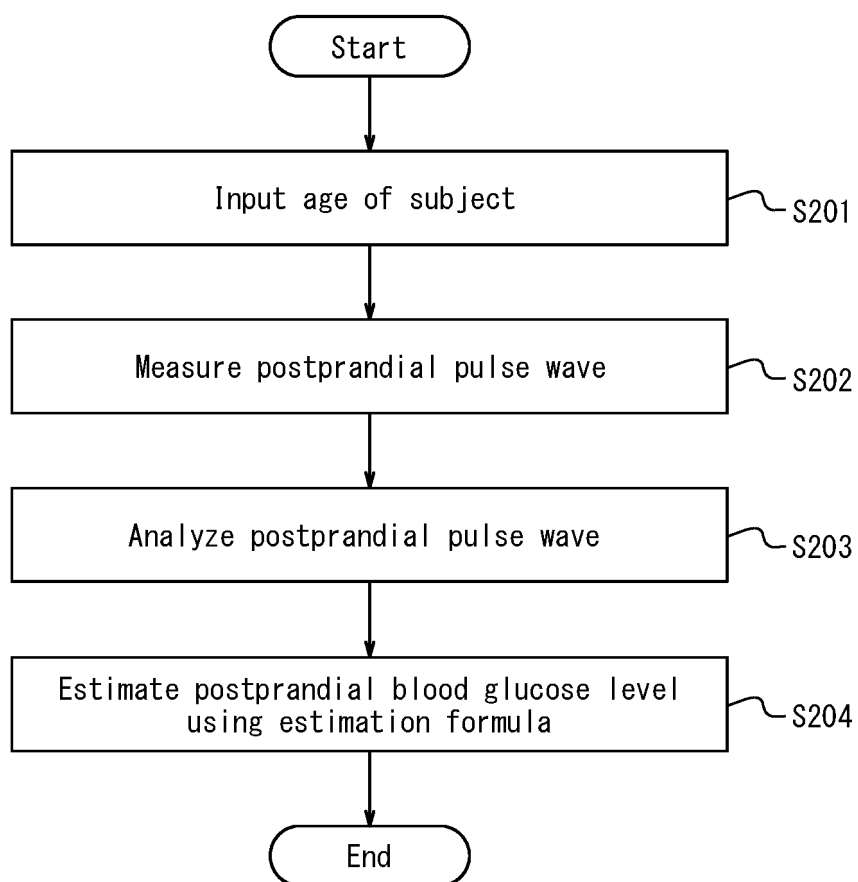 Start
Input age of subject
S201
Measure postprandial pulse wave
S202
Analyze postprandial pulse wave
S203
Estimate postprandial blood glucose level
using estimation formula
S204
End